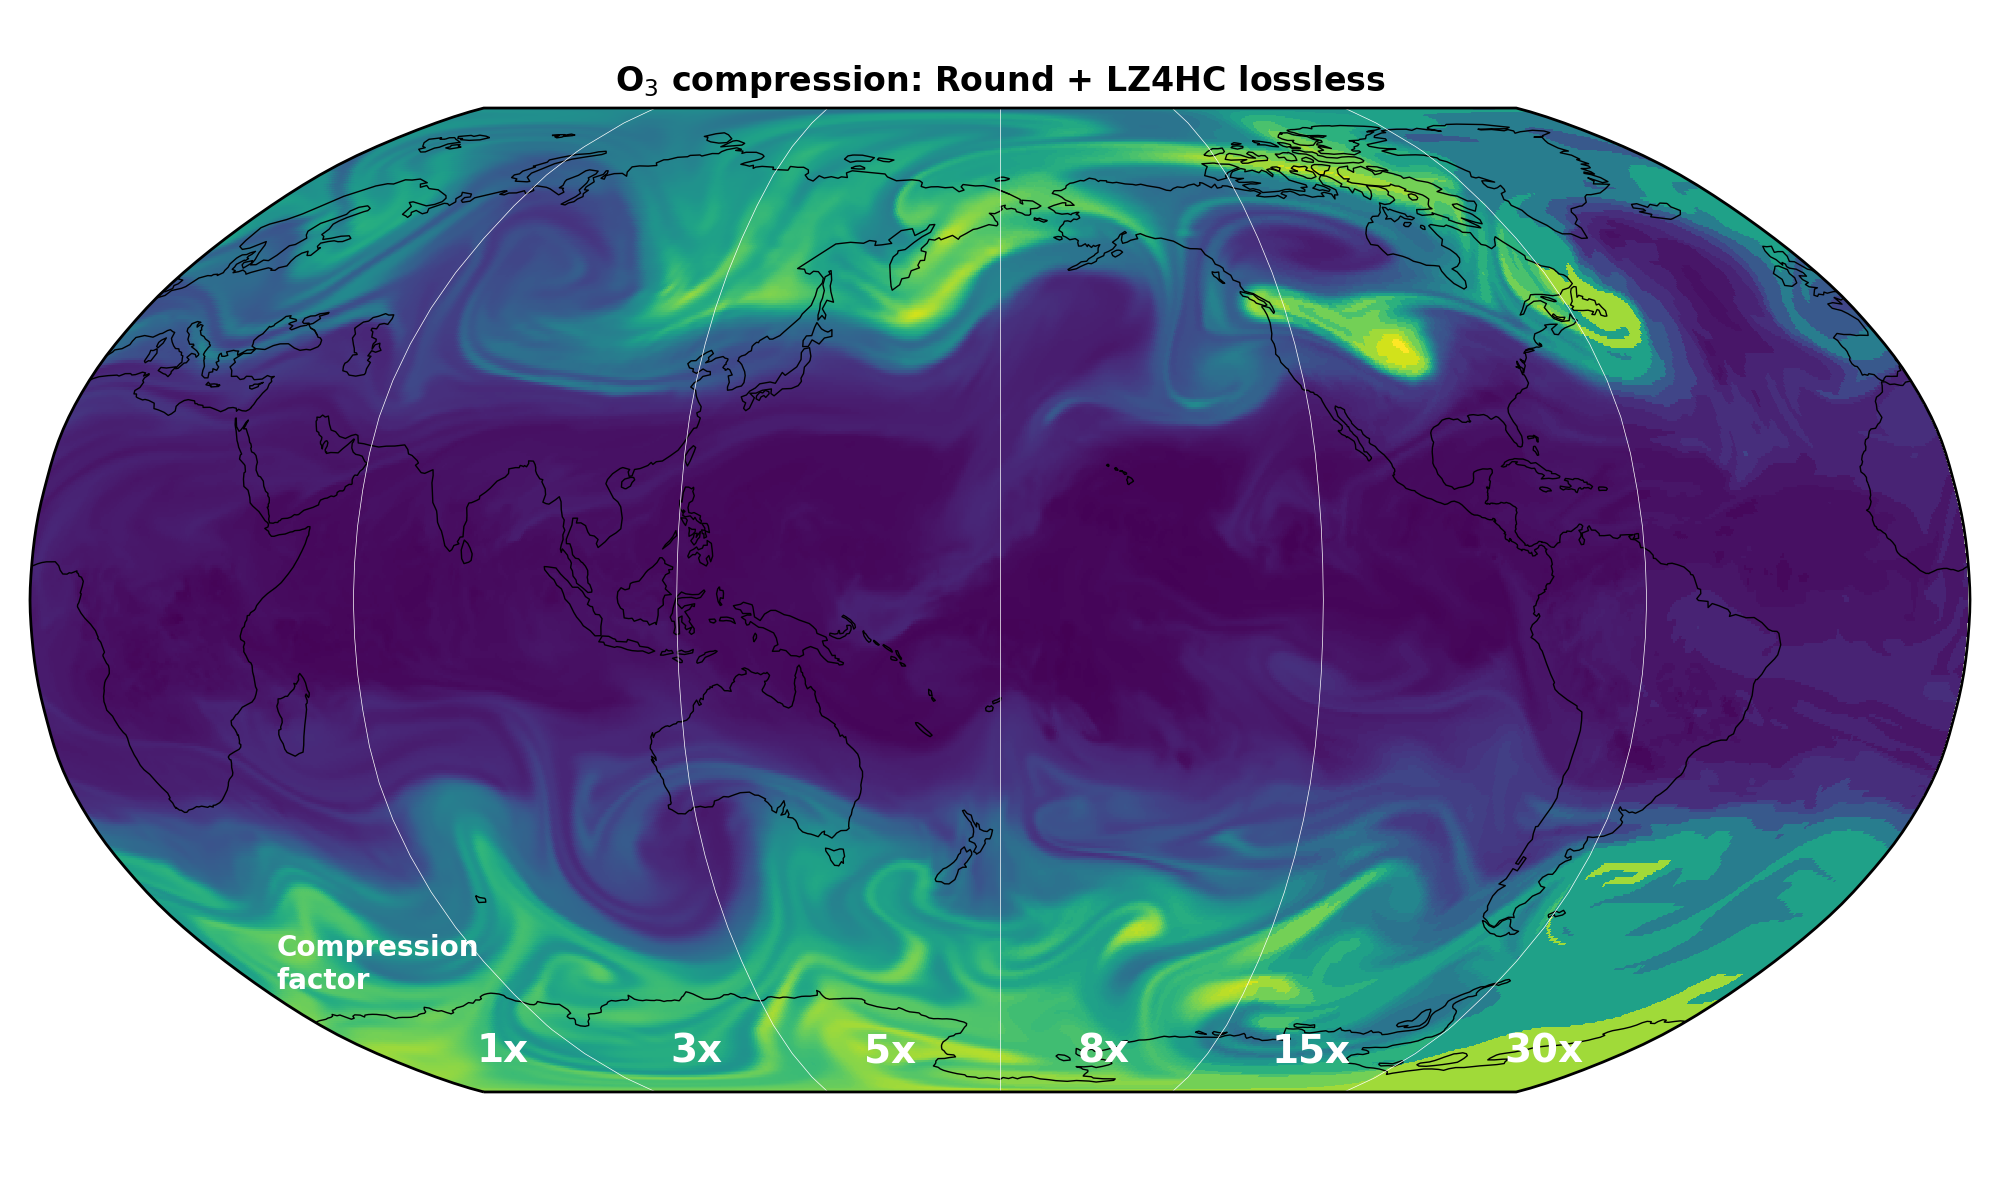 O₃ compression: Round + LZ4HC lossless
Compression
factor
1x 3x 5x 8x 15x 30x